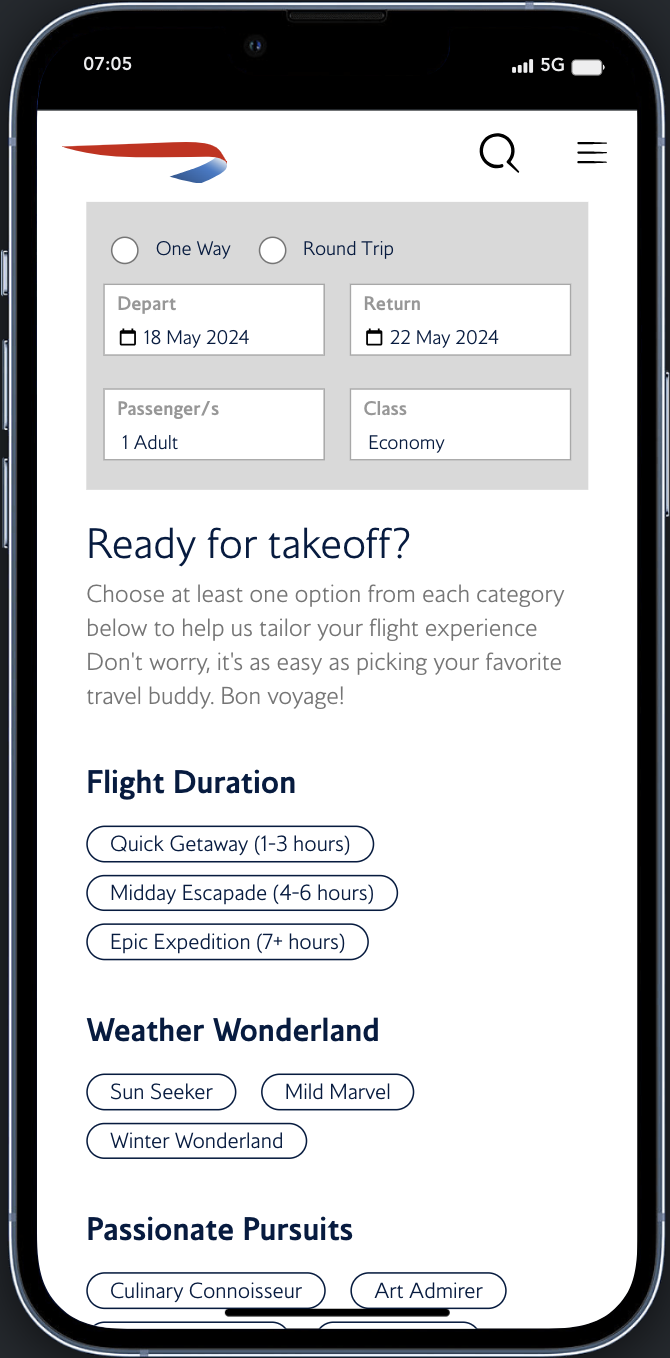 07:05 5G
One Way Round Trip
Depart Return
18 May 2024 22 May 2024
Passenger/s Class
1 Adult Economy
Ready for takeoff?
Choose at least one option from each category
below to help us tailor your flight experience
Don't worry, it's as easy as picking your favorite
travel buddy. Bon voyage!
Flight Duration
Quick Getaway (1-3 hours)
Midday Escapade (4-6 hours)
Epic Expedition (7+ hours)
Weather Wonderland
Sun Seeker Mild Marvel
Winter Wonderland
Passionate Pursuits
Culinary Connoisseur Art Admirer